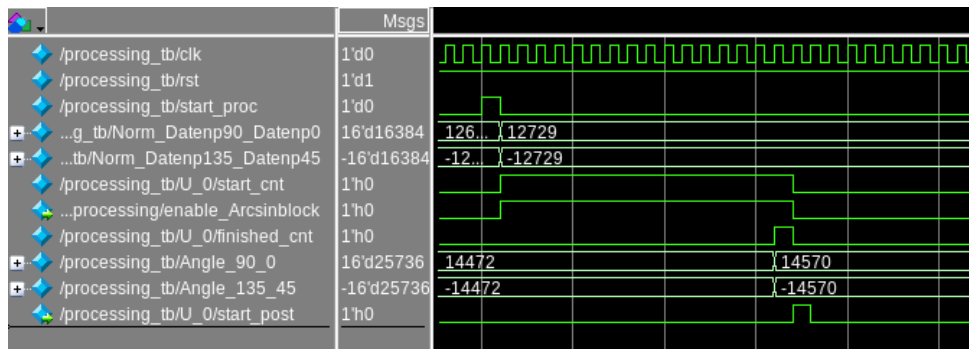 Msgs
/processing_tb/clk 1'd0
/processing_tb/rst 1'd1
/processing_tb/start_proc 1'd0
...g_tb/Norm_Datenp90_Datenp0 16'd16384 126... 12729
...tb/Norm_Datenp135_Datenp45 -16'd16384 -12... -12729
/processing_tb/U_0/start_cnt 1'h0
...processing/enable_Arcsinblock 1'h0
/processing_tb/U_0/finished_cnt 1'h0
/processing_tb/Angle_90_0 16'd25736 14472 14570
/processing_tb/Angle_135_45 -16'd25736 -14472 -14570
/processing_tb/U_0/start_post 1'h0